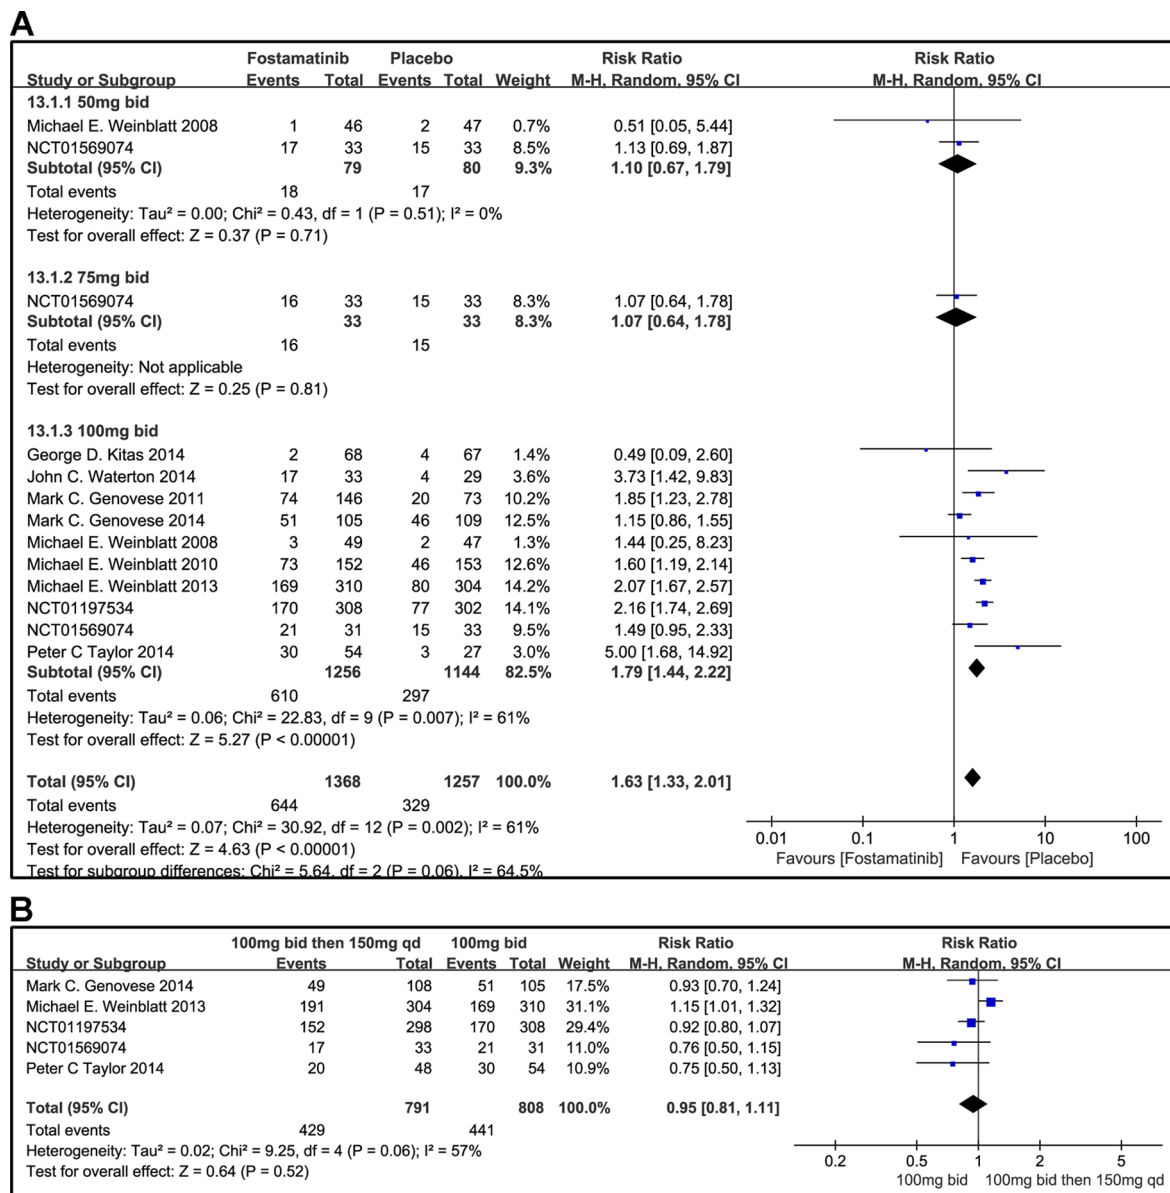 A
Fostamatinib Placebo Risk Ratio Risk Ratio
Study or Subgroup Events Total Events Total Weight M-H, Random, 95% CI M-H, Random, 95% CI
13.1.1 50mg bid
Michael E. Weinblatt 2008 1 46 2 47 0.7% 0.51 [0.05, 5.44]
NCT01569074 17 33 15 33 8.5% 1.13 [0.69, 1.87]
Subtotal (95% CI) 79 80 9.3% 1.10 [0.67, 1.79]
Total events 18 17
Heterogeneity: Tau² = 0.00; Chi² = 0.43, df = 1 (P = 0.51); I² = 0%
Test for overall effect: Z = 0.37 (P = 0.71)
13.1.2 75mg bid
NCT01569074 16 33 15 33 8.3% 1.07 [0.64, 1.78]
Subtotal (95% CI) 33 33 8.3% 1.07 [0.64, 1.78]
Total events 16 15
Heterogeneity: Not applicable
Test for overall effect: Z = 0.25 (P = 0.81)
13.1.3 100mg bid
George D. Kitas 2014 2 68 4 67 1.4% 0.49 [0.09, 2.60]
John C. Waterton 2014 17 33 4 29 3.6% 3.73 [1.42, 9.83]
Mark C. Genovese 2011 74 146 20 73 10.2% 1.85 [1.23, 2.78]
Mark C. Genovese 2014 51 105 46 109 12.5% 1.15 [0.86, 1.55]
Michael E. Weinblatt 2008 3 49 2 47 1.3% 1.44 [0.25, 8.23]
Michael E. Weinblatt 2010 73 152 46 153 12.6% 1.60 [1.19, 2.14]
Michael E. Weinblatt 2013 169 310 80 304 14.2% 2.07 [1.67, 2.57]
NCT01197534 170 308 77 302 14.1% 2.16 [1.74, 2.69]
NCT01569074 21 31 15 33 9.5% 1.49 [0.95, 2.33]
Peter C Taylor 2014 30 54 3 27 3.0% 5.00 [1.68, 14.92]
Subtotal (95% CI) 1256 1144 82.5% 1.79 [1.44, 2.22]
Total events 610 297
Heterogeneity: Tau² = 0.06; Chi² = 22.83, df = 9 (P = 0.007); I² = 61%
Test for overall effect: Z = 5.27 (P < 0.00001)
Total (95% CI) 1368 1257 100.0% 1.63 [1.33, 2.01]
Total events 644 329
Heterogeneity: Tau² = 0.07; Chi² = 30.92, df = 12 (P = 0.002); I² = 61%
Test for overall effect: Z = 4.63 (P < 0.00001)
Test for subgroup differences: Chi² = 5.64, df = 2 (P = 0.06), I² = 64.5%
0.01 0.1 1 10 100
Favours [Fostamatinib] Favours [Placebo]
B
100mg bid then 150mg qd 100mg bid Risk Ratio Risk Ratio
Study or Subgroup Events Total Events Total Weight M-H, Random, 95% CI M-H, Random, 95% CI
Mark C. Genovese 2014 49 108 51 105 17.5% 0.93 [0.70, 1.24]
Michael E. Weinblatt 2013 191 304 169 310 31.1% 1.15 [1.01, 1.32]
NCT01197534 152 298 170 308 29.4% 0.92 [0.80, 1.07]
NCT01569074 17 33 21 31 11.0% 0.76 [0.50, 1.15]
Peter C Taylor 2014 20 48 30 54 10.9% 0.75 [0.50, 1.13]
Total (95% CI) 791 808 100.0% 0.95 [0.81, 1.11]
Total events 429 441
Heterogeneity: Tau² = 0.02; Chi² = 9.25, df = 4 (P = 0.06); I² = 57%
Test for overall effect: Z = 0.64 (P = 0.52)
0.2 0.5 1 2 5
100mg bid 100mg bid then 150mg qd